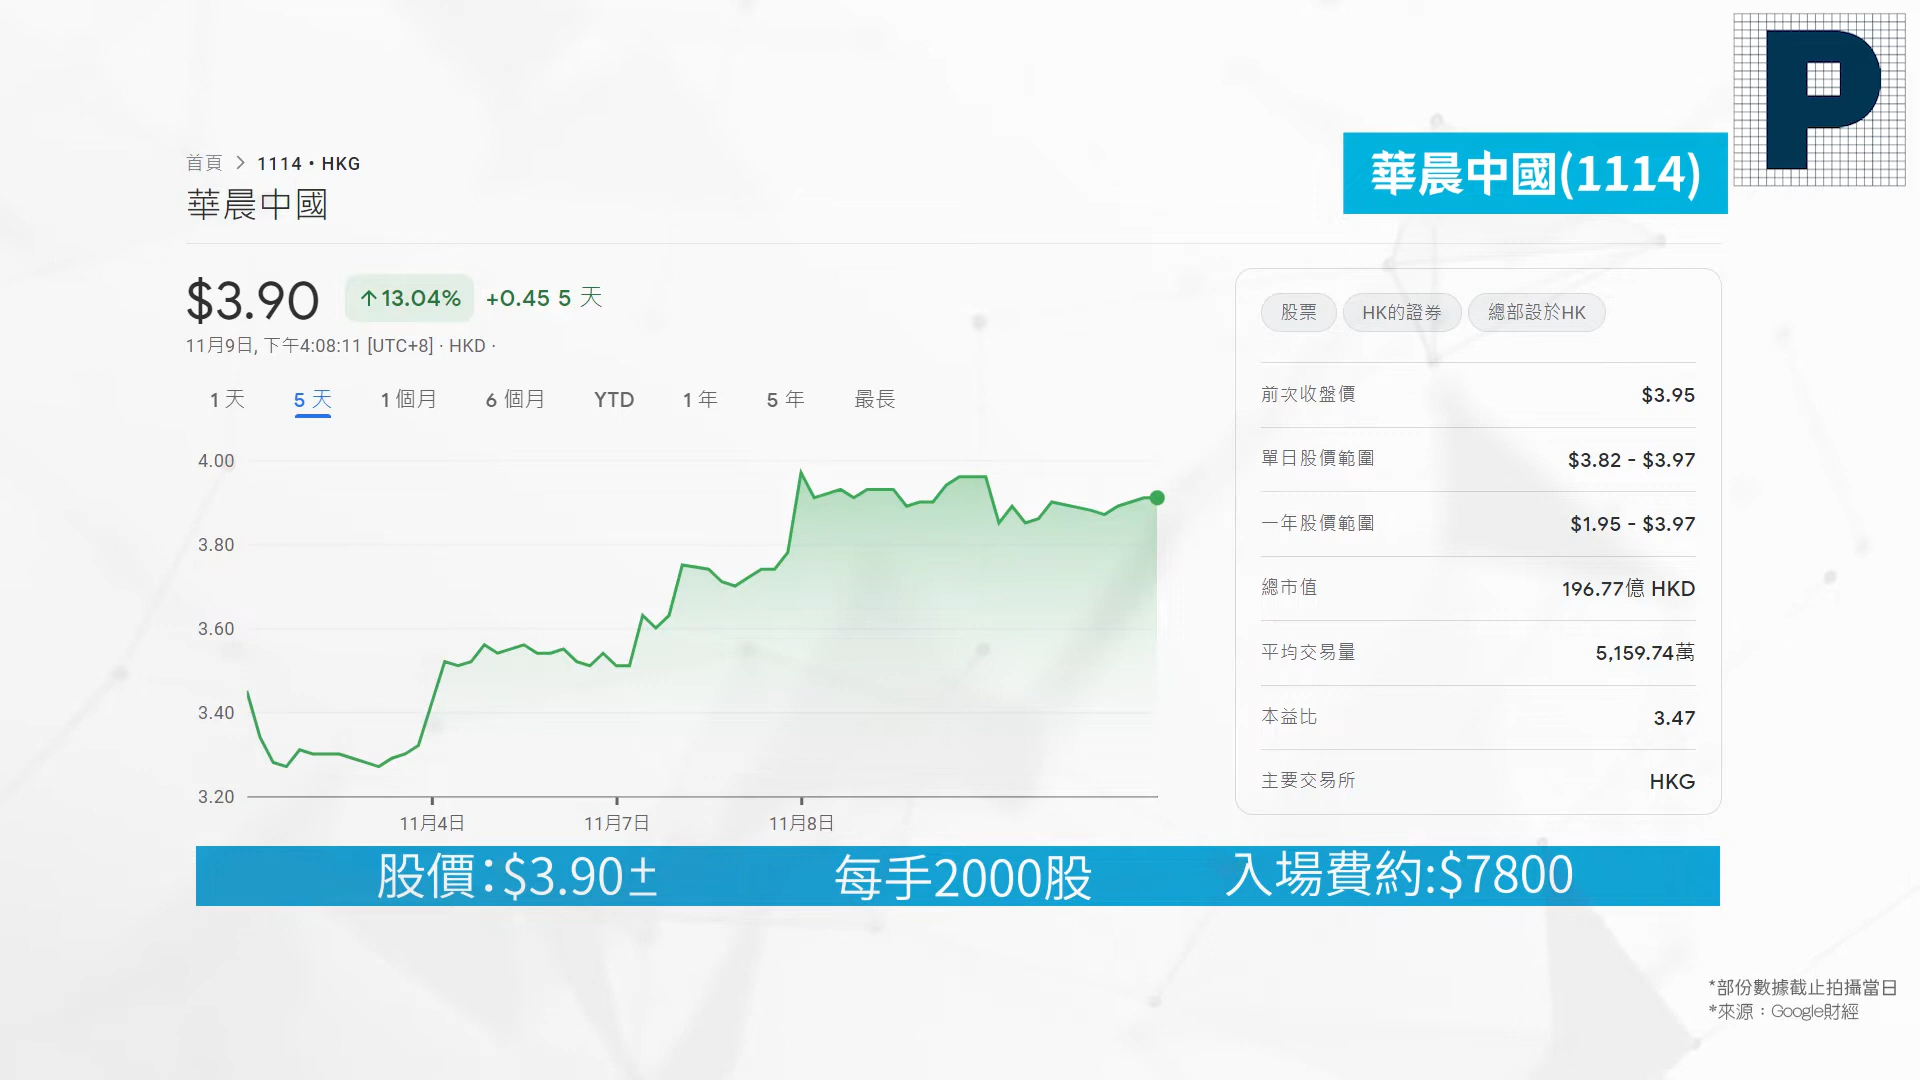 P
華晨中國(1114)
首頁 > 1114 • HKG
華晨中國
$3.90 ↑13.04% +0.45 5 天
11月9日, 下午4:08:11 [UTC+8] · HKD ·
1 天 5 天 1 個月 6 個月 YTD 1 年 5 年 最長
4.00
3.80
3.60
3.40
3.20
11月4日 11月7日 11月8日
股票 HK的證券 總部設於HK
前次收盤價 $3.95
單日股價範圍 $3.82 - $3.97
一年股價範圍 $1.95 - $3.97
總市值 196.77億 HKD
平均交易量 5,159.74萬
本益比 3.47
主要交易所 HKG
股價:$3.90± 每手2000股 入場費約:$7800
*部份數據截止拍攝當日
*來源：Google財經